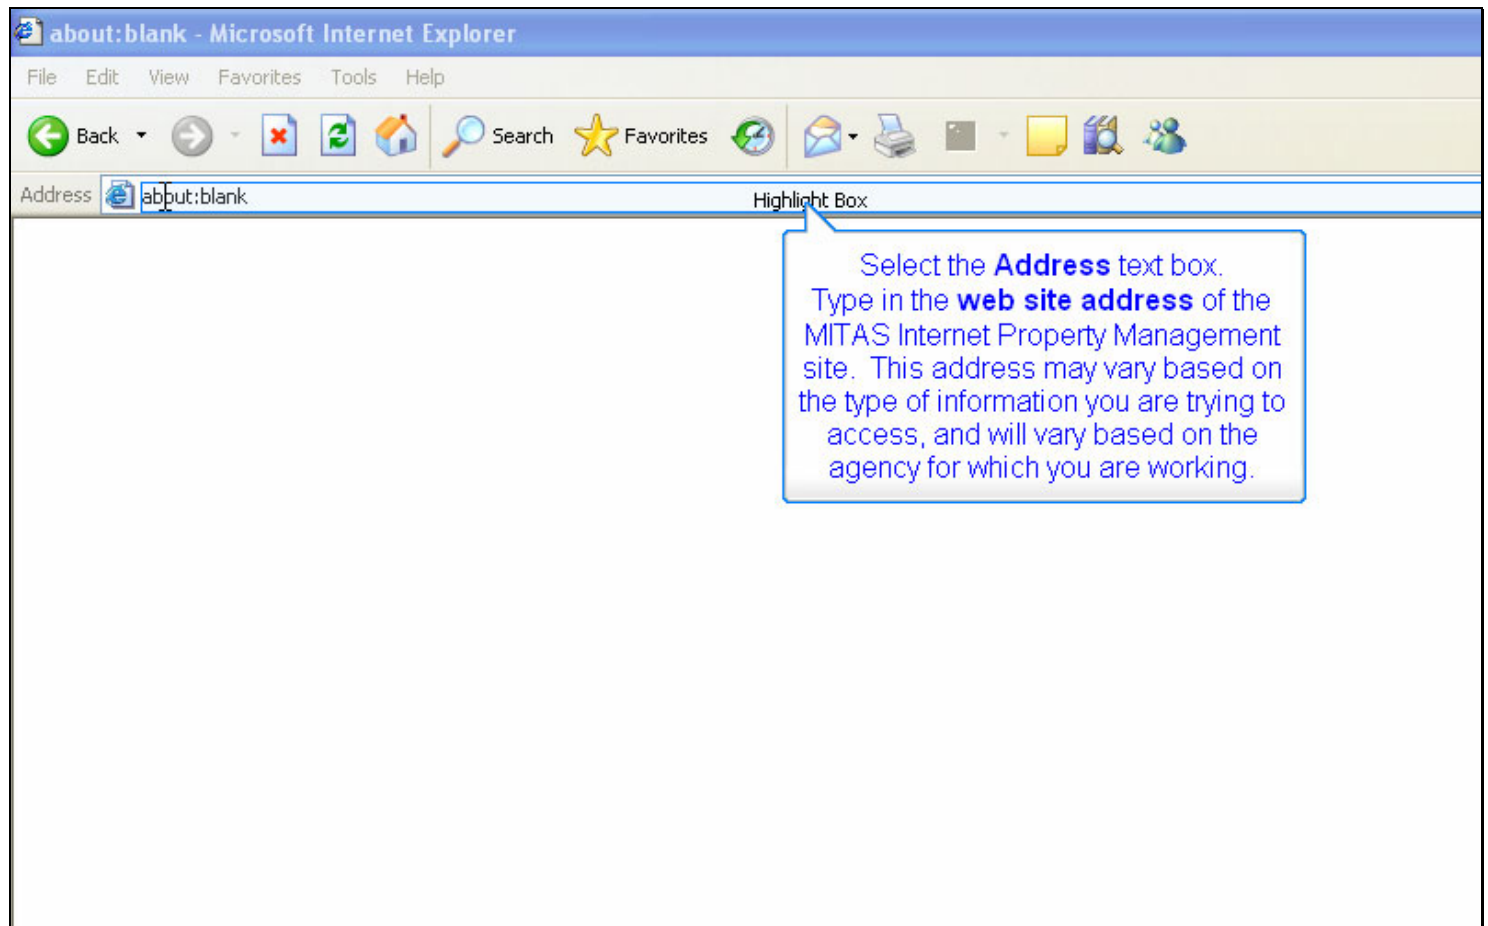 about:blank - Microsoft Internet Explorer
File Edit View Favorites Tools Help
Back Search Favorites
Address about:blank
Highlight Box
Select the Address text box.
Type in the web site address of the
MITAS Internet Property Management
site. This address may vary based on
the type of information you are trying to
access, and will vary based on the
agency for which you are working.